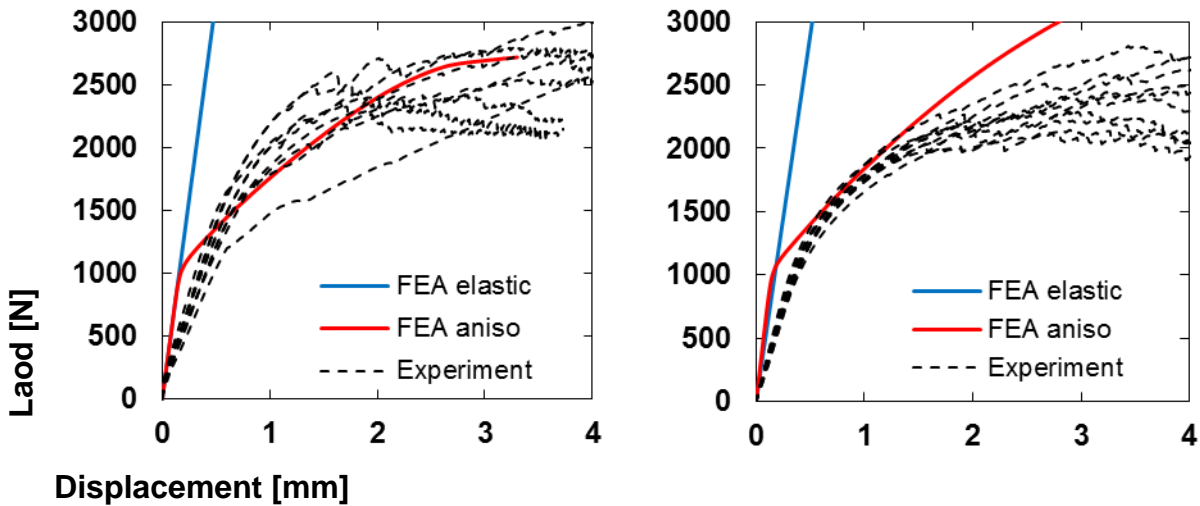 3000
2500
2000
1500
1000
500
0
0 1 2 3 4
FEA elastic
FEA aniso
Experiment
Laod [N]
Displacement [mm]
3000
2500
2000
1500
1000
500
0
0 1 2 3 4
FEA elastic
FEA aniso
Experiment